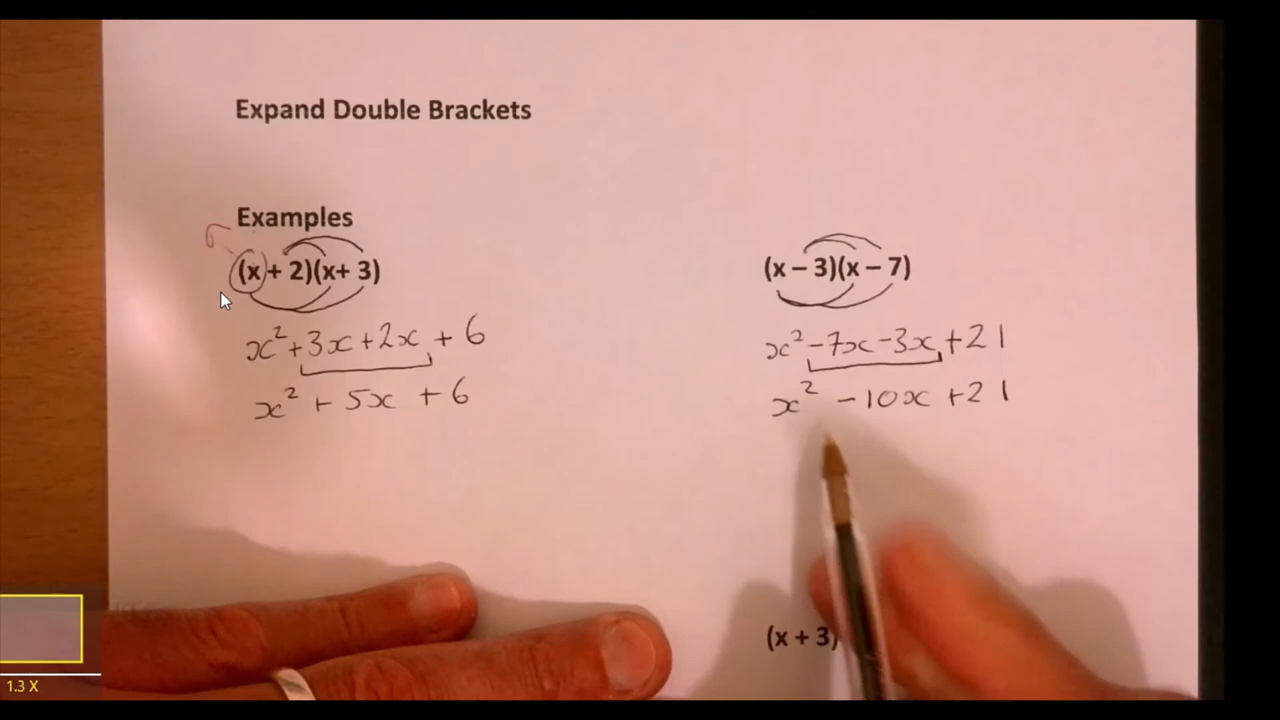 Expand Double Brackets
Examples
(x + 2)(x+ 3)
x² + 3x + 2x + 6
x² + 5x + 6
(x – 3)(x – 7)
x² - 7x - 3x + 21
x² - 10x + 21
(x + 3)
1.3 X